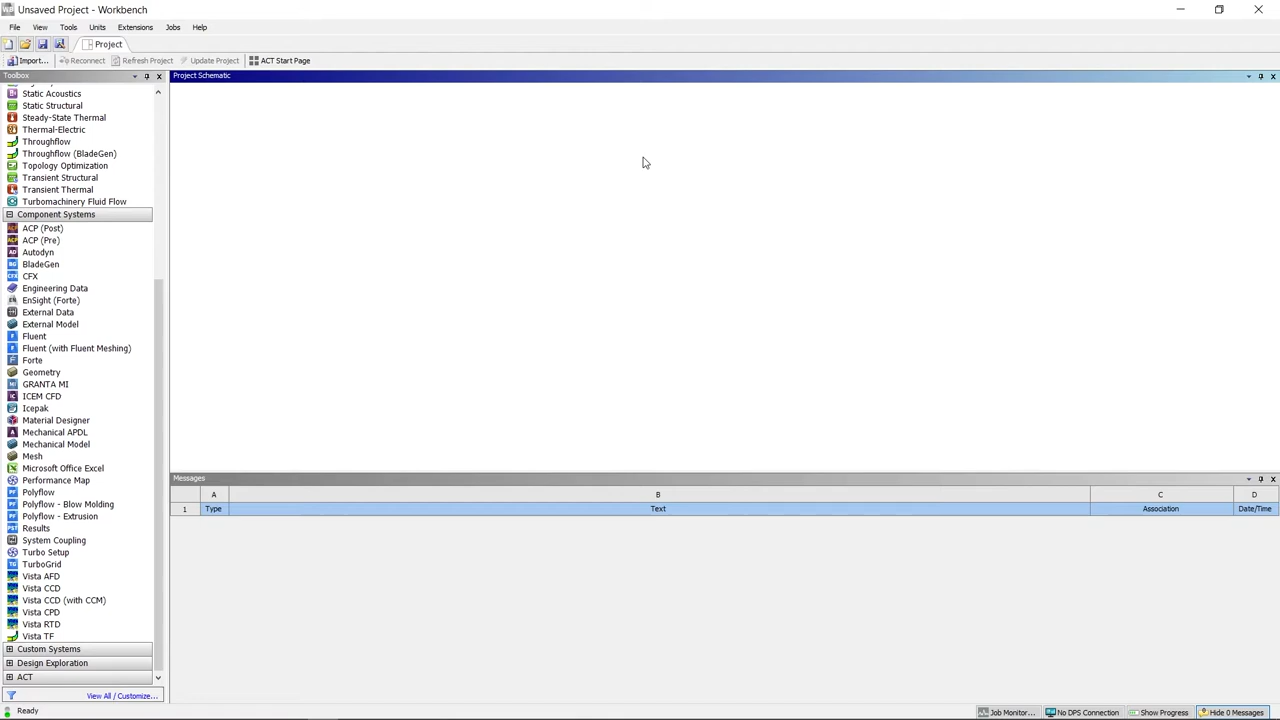 Unsaved Project - Workbench
File View Tools Units Extensions Jobs Help
Project
Import... Reconnect Refresh Project Update Project ACT Start Page
Toolbox
Static Acoustics
Static Structural
Steady-State Thermal
Thermal-Electric
Throughflow
Throughflow (BladeGen)
Topology Optimization
Transient Structural
Transient Thermal
Turbomachinery Fluid Flow
Component Systems
ACP (Post)
ACP (Pre)
Autodyn
BladeGen
CFX
Engineering Data
EnSight (Forte)
External Data
External Model
Fluent
Fluent (with Fluent Meshing)
Forte
Geometry
GRANTA MI
ICEM CFD
Icepak
Material Designer
Mechanical APDL
Mechanical Model
Mesh
Microsoft Office Excel
Performance Map
Polyflow
Polyflow - Blow Molding
Polyflow - Extrusion
Results
System Coupling
Turbo Setup
TurboGrid
Vista AFD
Vista CCD
Vista CCD (with CCM)
Vista CPD
Vista RTD
Vista TF
Custom Systems
Design Exploration
ACT
View All / Customize...
Project Schematic
Messages
A B C D
1 Type Text Association Date/Time
Ready
Job Monitor... No DPS Connection Show Progress Hide 0 Messages